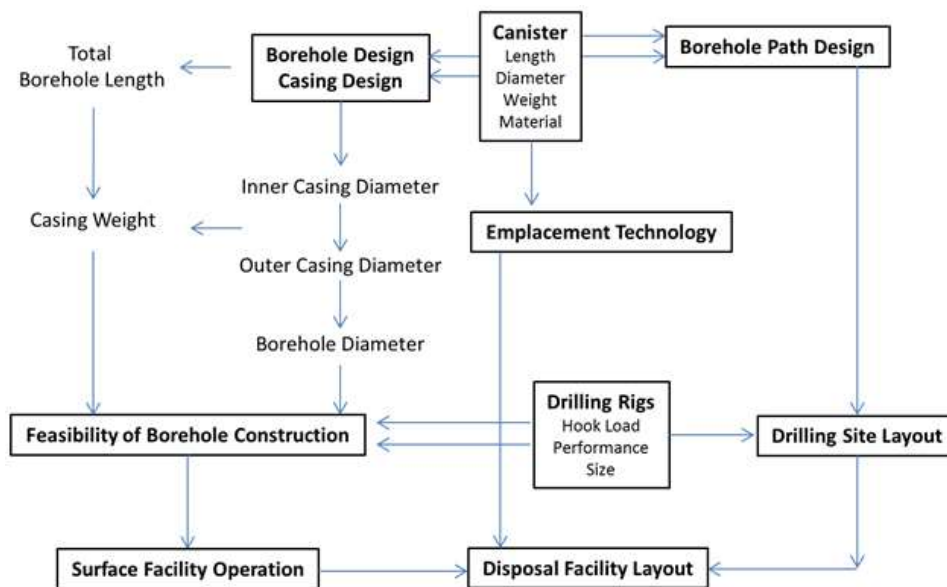 Total
Borehole Length
Borehole Design
Casing Design
Canister
Length
Diameter
Weight
Material
Borehole Path Design
Inner Casing Diameter
Casing Weight
Emplacement Technology
Outer Casing Diameter
Borehole Diameter
Feasibility of Borehole Construction
Drilling Rigs
Hook Load
Performance
Size
Drilling Site Layout
Surface Facility Operation
Disposal Facility Layout